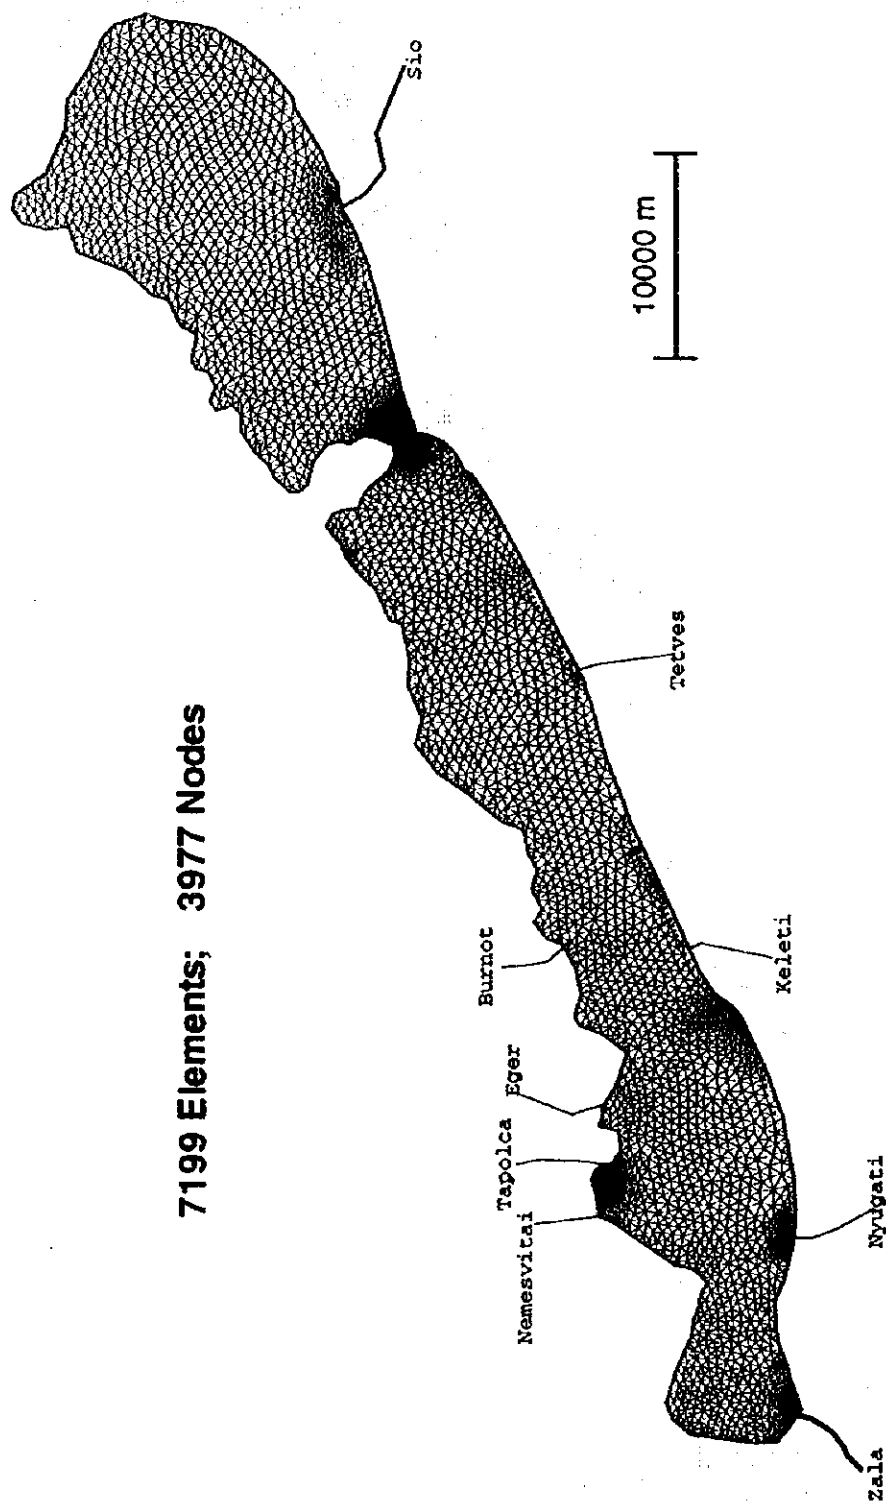 7199 Elements; 3977 Nodes
Sio
10000 m
Tetves
Burnot
Keleti
Eger
Tapolca
Nemesvitai
Nyugati
Zala